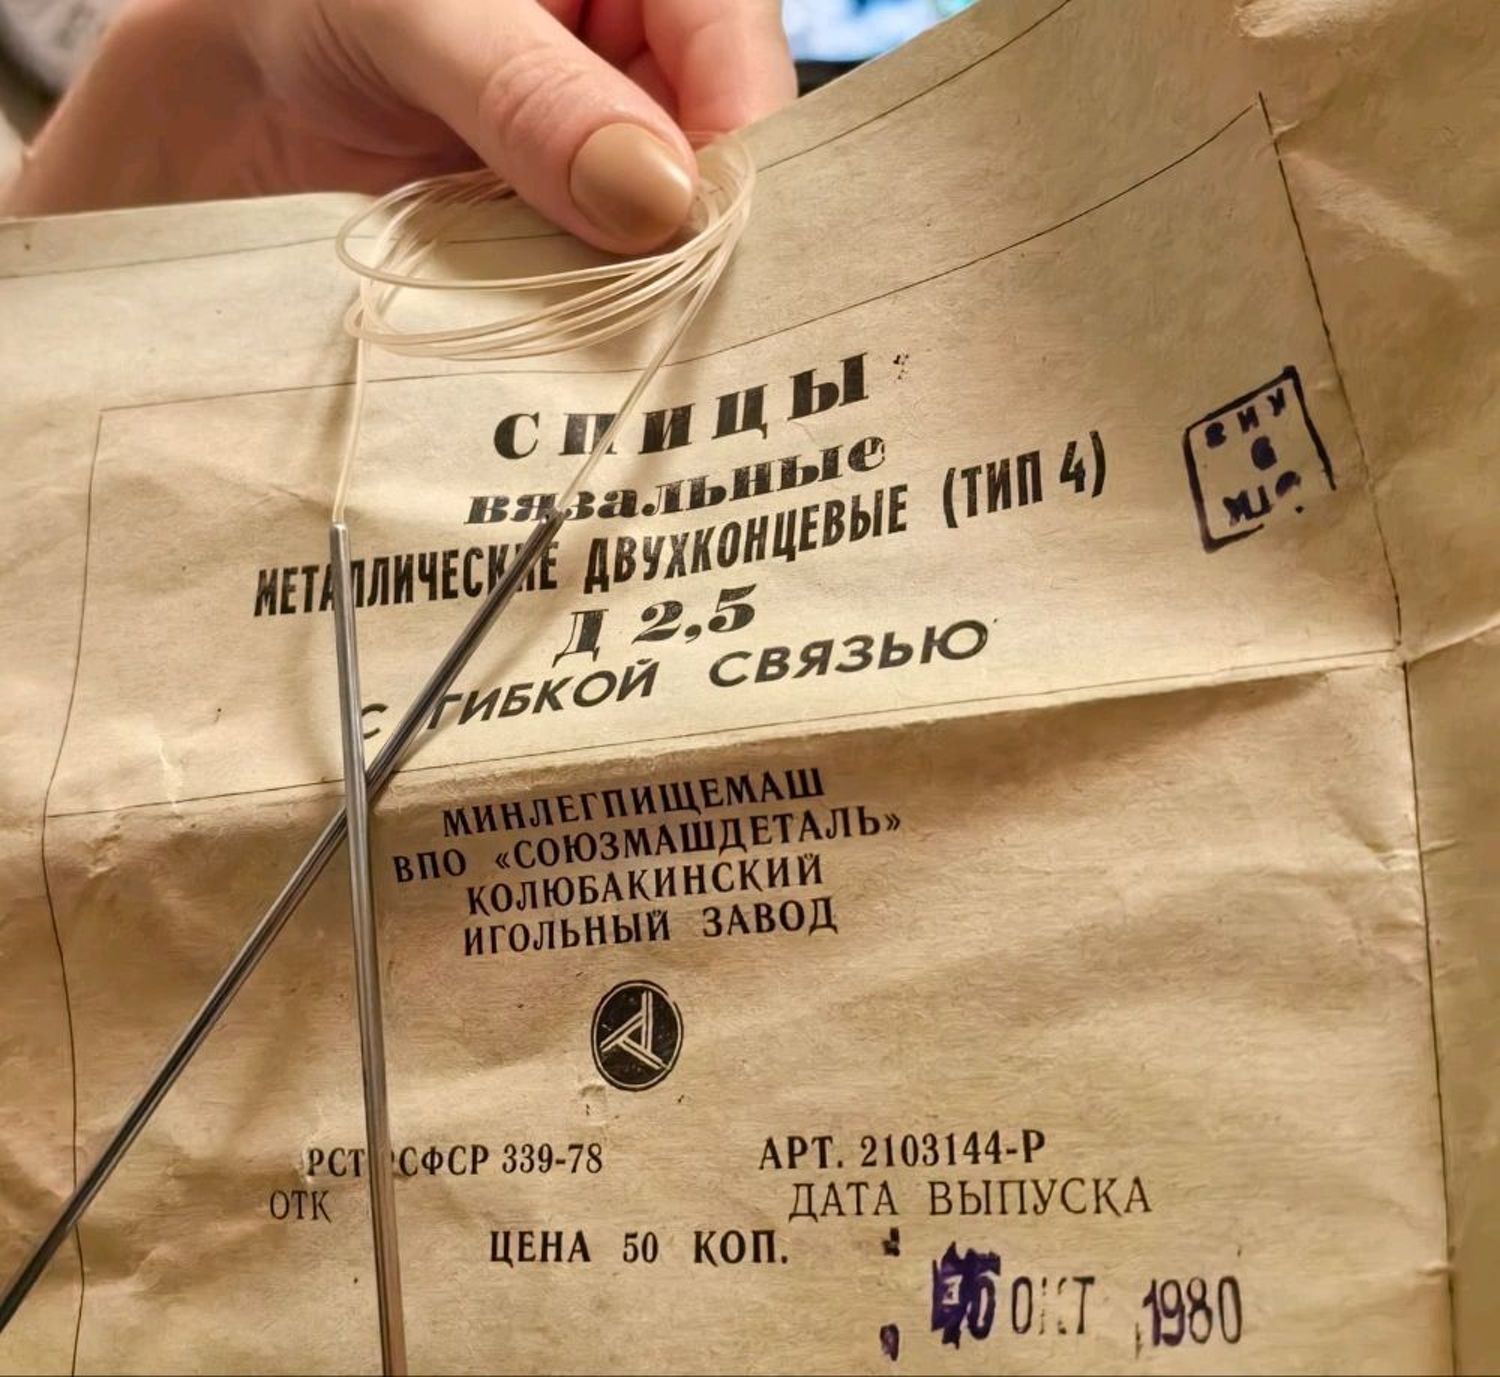 СПИЦЫ
вязальные
МЕТАЛЛИЧЕСКИЕ ДВУХКОНЦЕВЫЕ (ТИП 4)
Д 2,5
С ГИБКОЙ СВЯЗЬЮ
МИНЛЕГПИЩЕМАШ
ВПО «СОЮЗМАШДЕТАЛЬ»
КОЛЮБАКИНСКИЙ
ИГОЛЬНЫЙ ЗАВОД
РСТ РСФСР 339-78 АРТ. 2103144-Р
ОТК ДАТА ВЫПУСКА
ЦЕНА 50 КОП.
ОКТ 1980